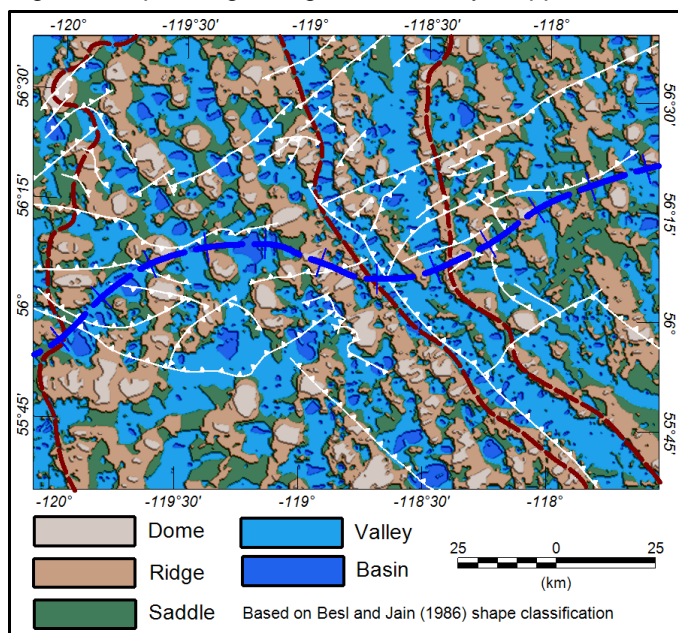 -120° -119°30' -119° -118°30' -118°
56°30' 56°30'
56°15' 56°15'
56° 56°
55°45' 55°45'
-120° -119°30' -119° -118°30' -118°
Dome Valley
Ridge Basin
25 0 25
(km)
Saddle Based on Besl and Jain (1986) shape classification